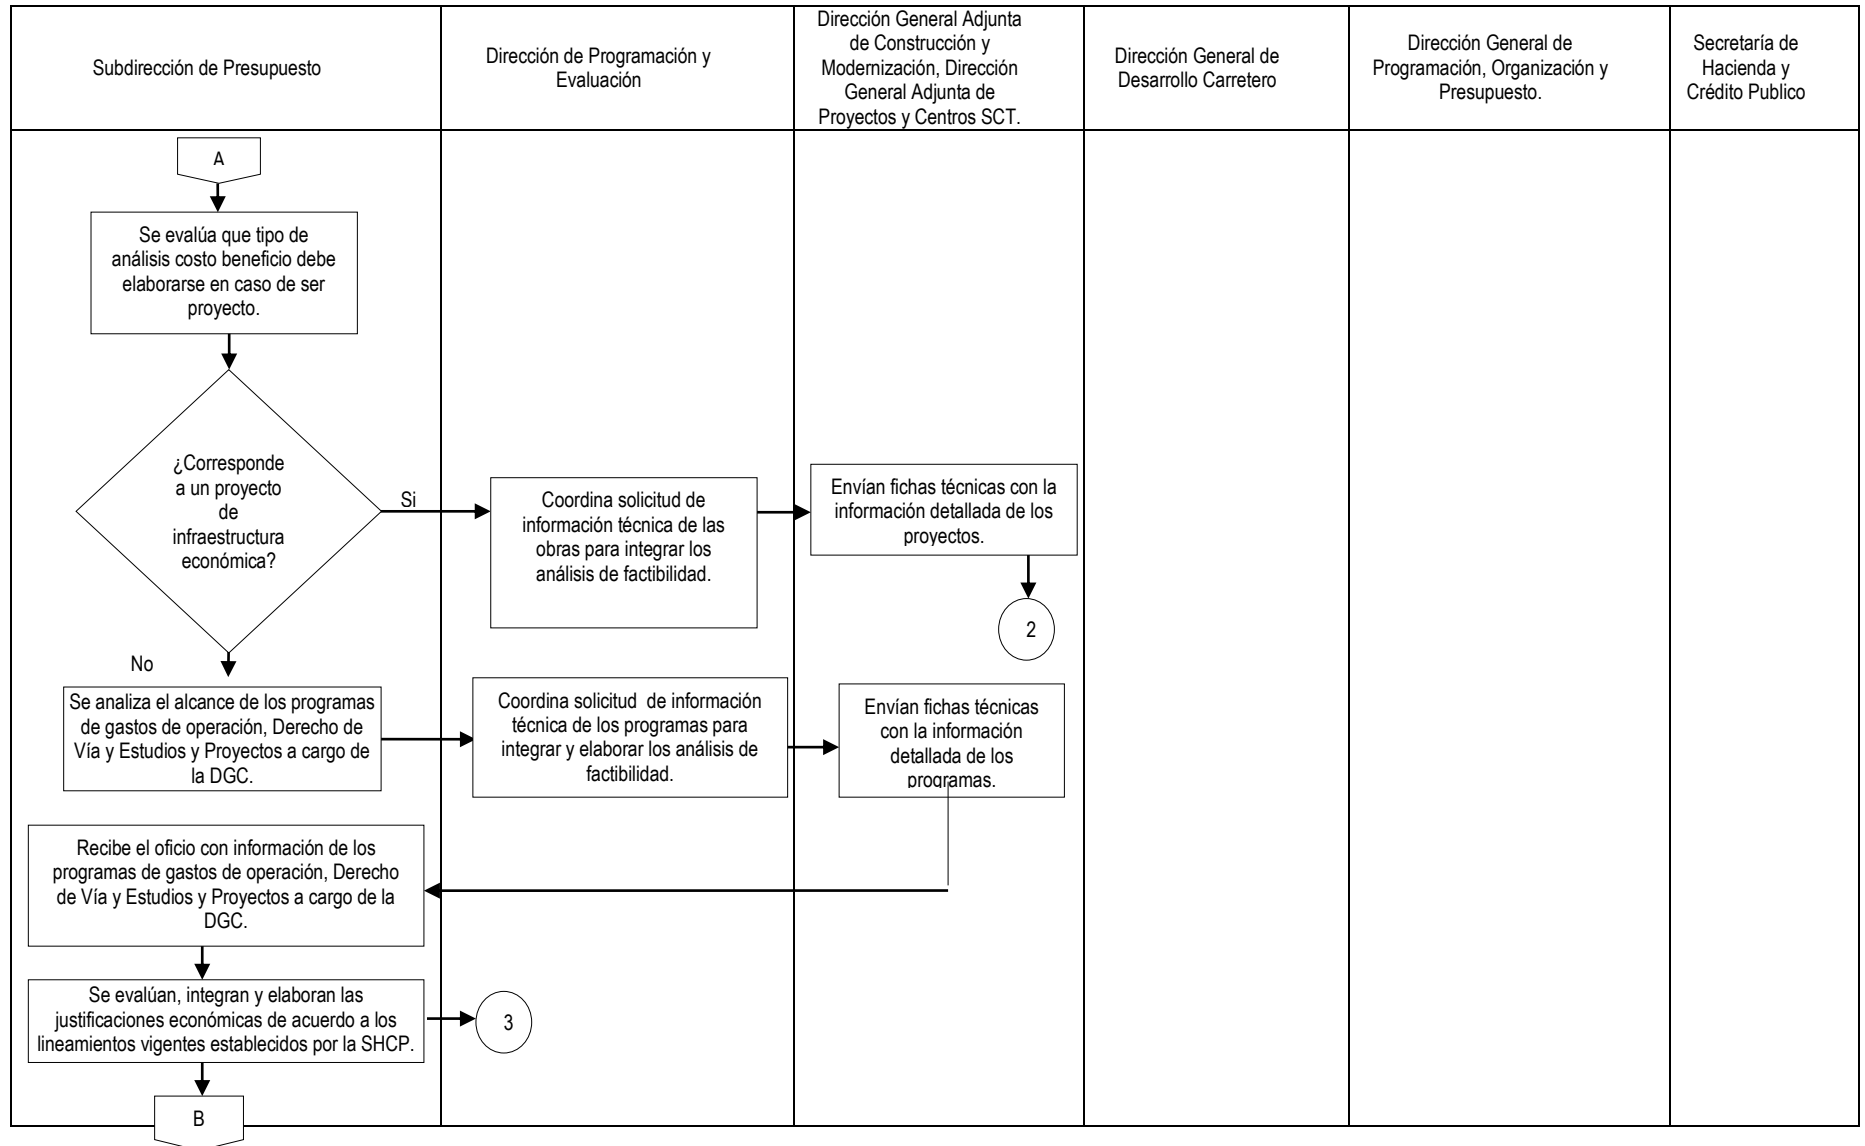 Subdirección de Presupuesto
Dirección de Programación y
Evaluación
Dirección General Adjunta
de Construcción y
Modernización, Dirección
General Adjunta de
Proyectos y Centros SCT.
Dirección General de
Desarrollo Carretero
Dirección General de
Programación, Organización y
Presupuesto.
Secretaría de
Hacienda y
Crédito Publico
A
Se evalúa que tipo de
análisis costo beneficio debe
elaborarse en caso de ser
proyecto.
¿Corresponde
a un proyecto
de
infraestructura
económica?
Si
Coordina solicitud de
información técnica de las
obras para integrar los
análisis de factibilidad.
Envían fichas técnicas con la
información detallada de los
proyectos.
2
No
Se analiza el alcance de los programas
de gastos de operación, Derecho de
Vía y Estudios y Proyectos a cargo de
la DGC.
Coordina solicitud de información
técnica de los programas para
integrar y elaborar los análisis de
factibilidad.
Envían fichas técnicas
con la información
detallada de los
programas.
Recibe el oficio con información de los
programas de gastos de operación, Derecho
de Vía y Estudios y Proyectos a cargo de la
DGC.
Se evalúan, integran y elaboran las
justificaciones económicas de acuerdo a los
lineamientos vigentes establecidos por la SHCP.
3
B